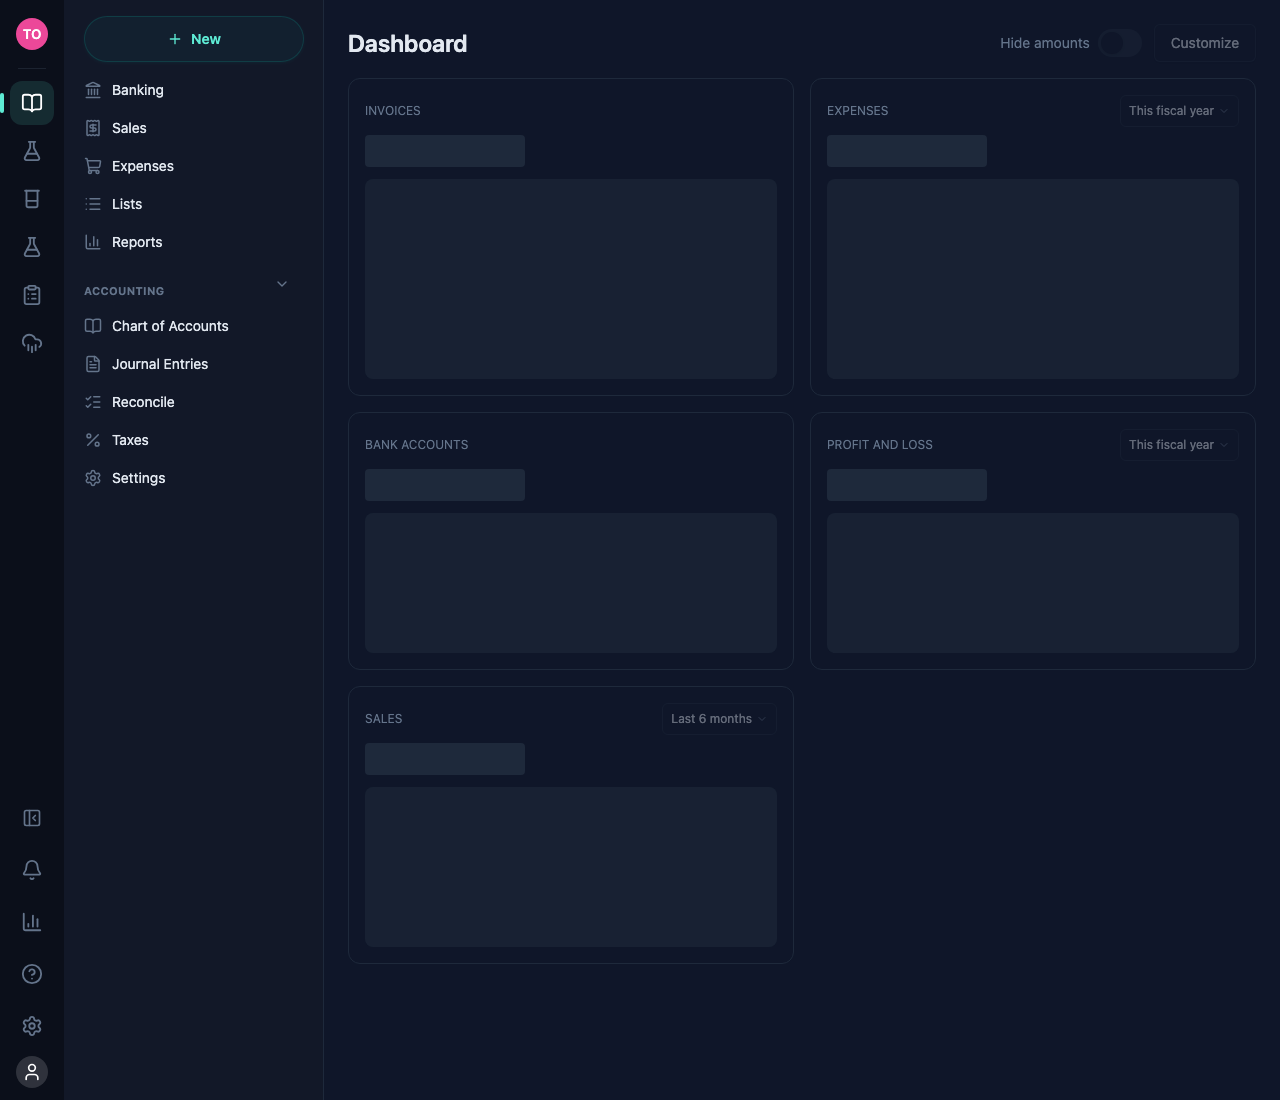 TO
New
Banking
Sales
Expenses
Lists
Reports
ACCOUNTING
Chart of Accounts
Journal Entries
Reconcile
Taxes
Settings
Dashboard
Hide amounts
Customize
INVOICES
EXPENSES
This fiscal year
BANK ACCOUNTS
PROFIT AND LOSS
This fiscal year
SALES
Last 6 months